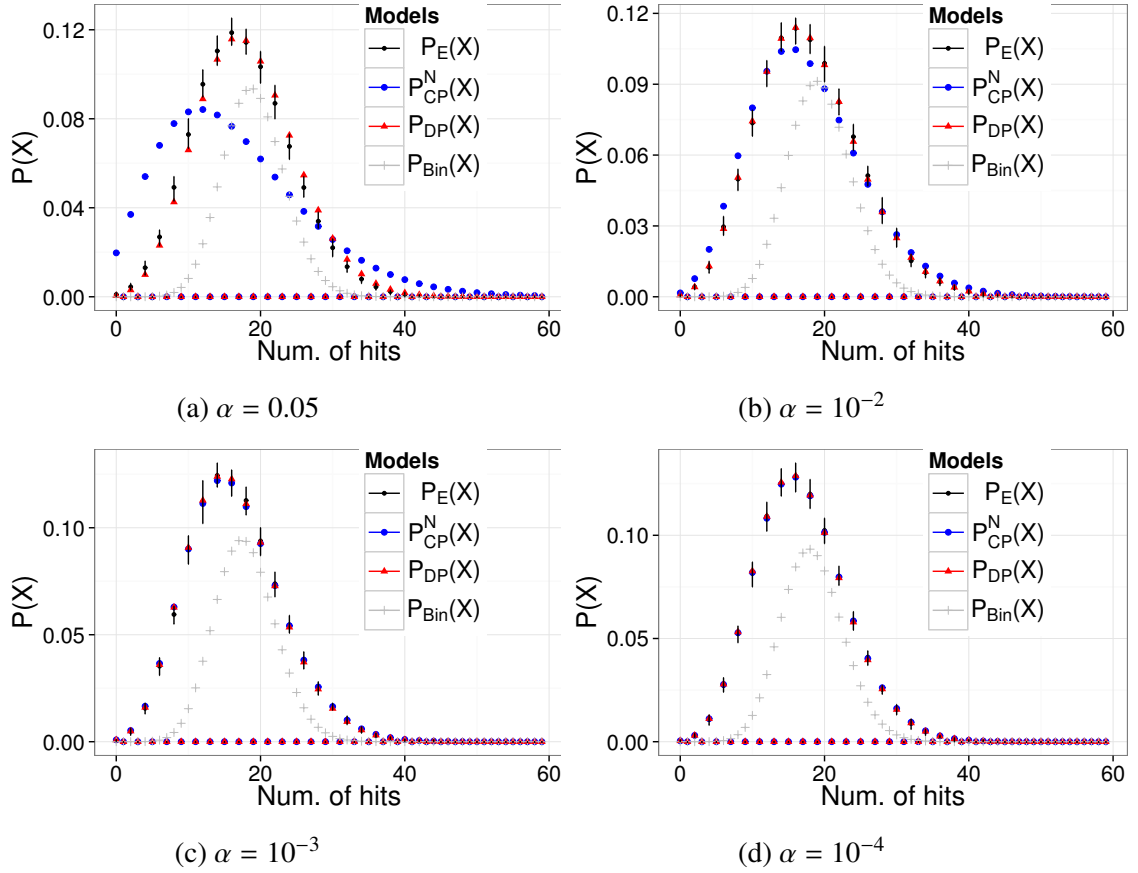 Models
P_E(X)
P^N_CP(X)
P_DP(X)
P_Bin(X)
0.12
0.08
0.04
0.00
P(X)
0 20 40 60
Num. of hits
(a) α = 0.05
Models
P_E(X)
P^N_CP(X)
P_DP(X)
P_Bin(X)
0.12
0.09
0.06
0.03
0.00
P(X)
0 20 40 60
Num. of hits
(b) α = 10⁻²
Models
P_E(X)
P^N_CP(X)
P_DP(X)
P_Bin(X)
0.10
0.05
0.00
P(X)
0 20 40 60
Num. of hits
(c) α = 10⁻³
Models
P_E(X)
P^N_CP(X)
P_DP(X)
P_Bin(X)
0.10
0.05
0.00
P(X)
0 20 40 60
Num. of hits
(d) α = 10⁻⁴